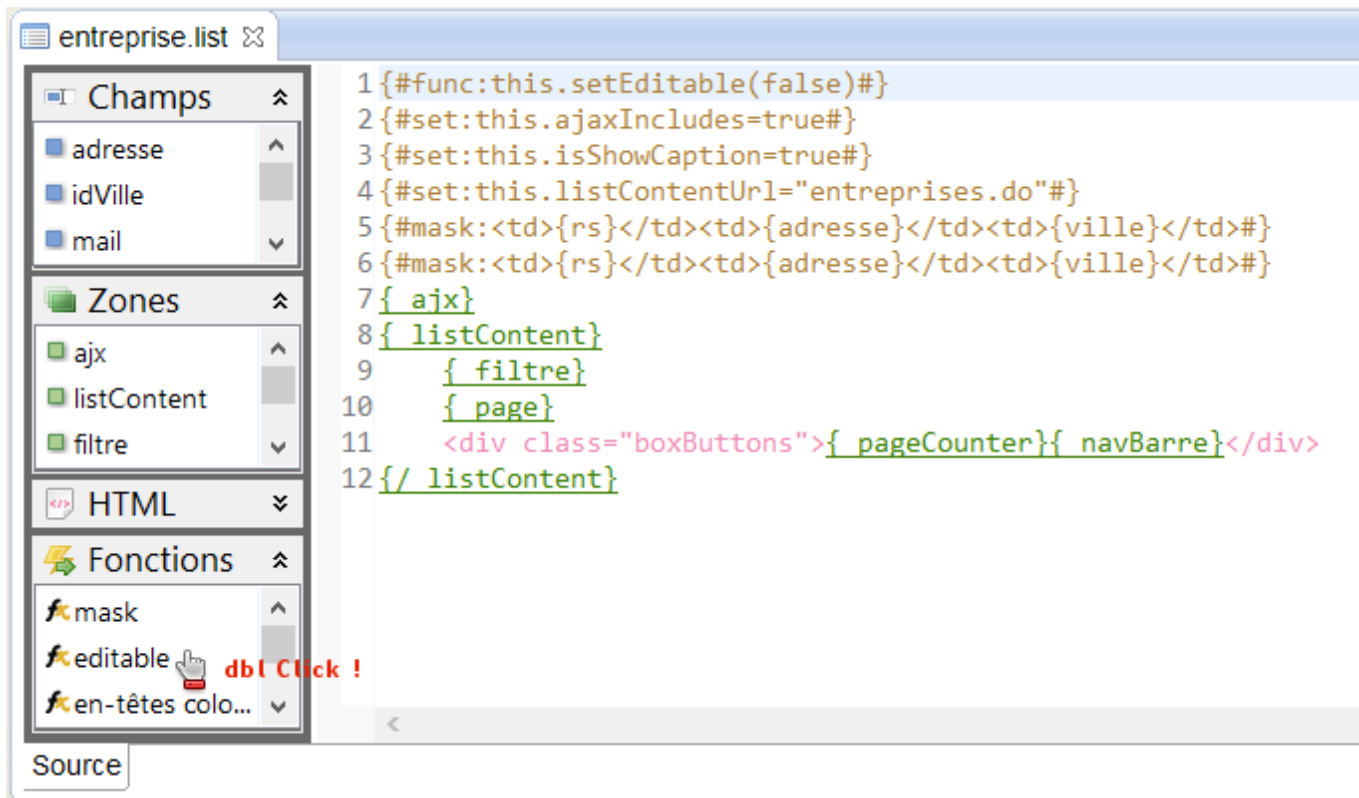 entreprise.list
Champs
adresse
idVille
mail
Zones
ajx
listContent
filtre
HTML
Fonctions
mask
editable
dbl Click !
en-têtes colo...
1 {#func:this.setEditable(false)#}
2 {#set:this.ajaxIncludes=true#}
3 {#set:this.isShowCaption=true#}
4 {#set:this.listContentUrl="entreprises.do"#}
5 {#mask:<td>{rs}</td><td>{adresse}</td><td>{ville}</td>#}
6 {#mask:<td>{rs}</td><td>{adresse}</td><td>{ville}</td>#}
7 {_ajx}
8 {_listContent}
9 {_filtre}
10 {_page}
11 <div class="boxButtons">{_pageCounter}{_navBarre}</div>
12 {/_listContent}
Source